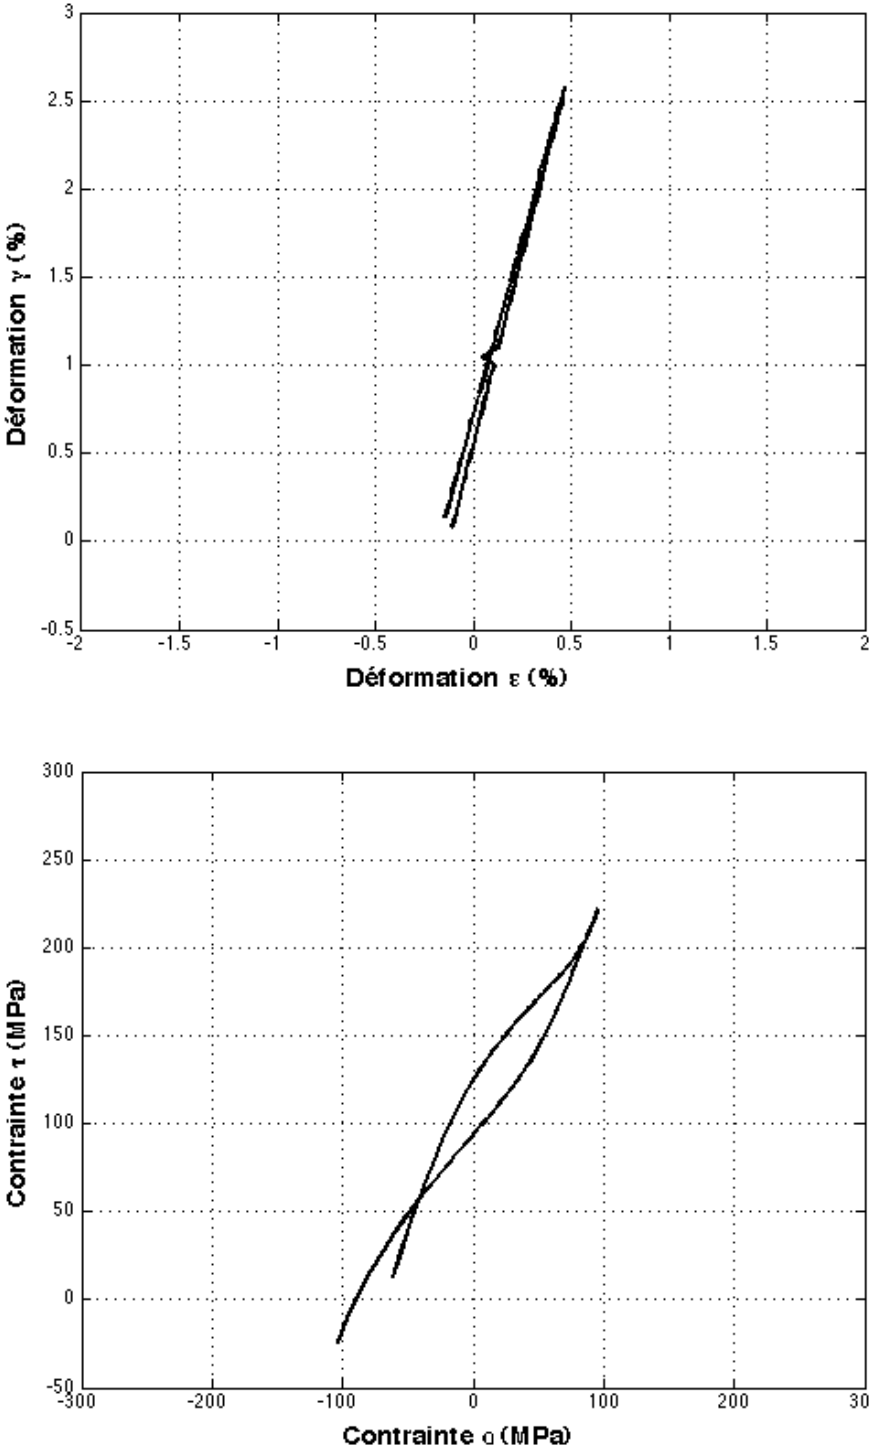 3
2.5
2
1.5
1
0.5
0
-0.5
Déformation γ (%)
-2 -1.5 -1 -0.5 0 0.5 1 1.5 2
Déformation ε (%)
300
250
200
150
100
50
0
-50
Contrainte τ (MPa)
-300 -200 -100 0 100 200 30
Contrainte σ (MPa)